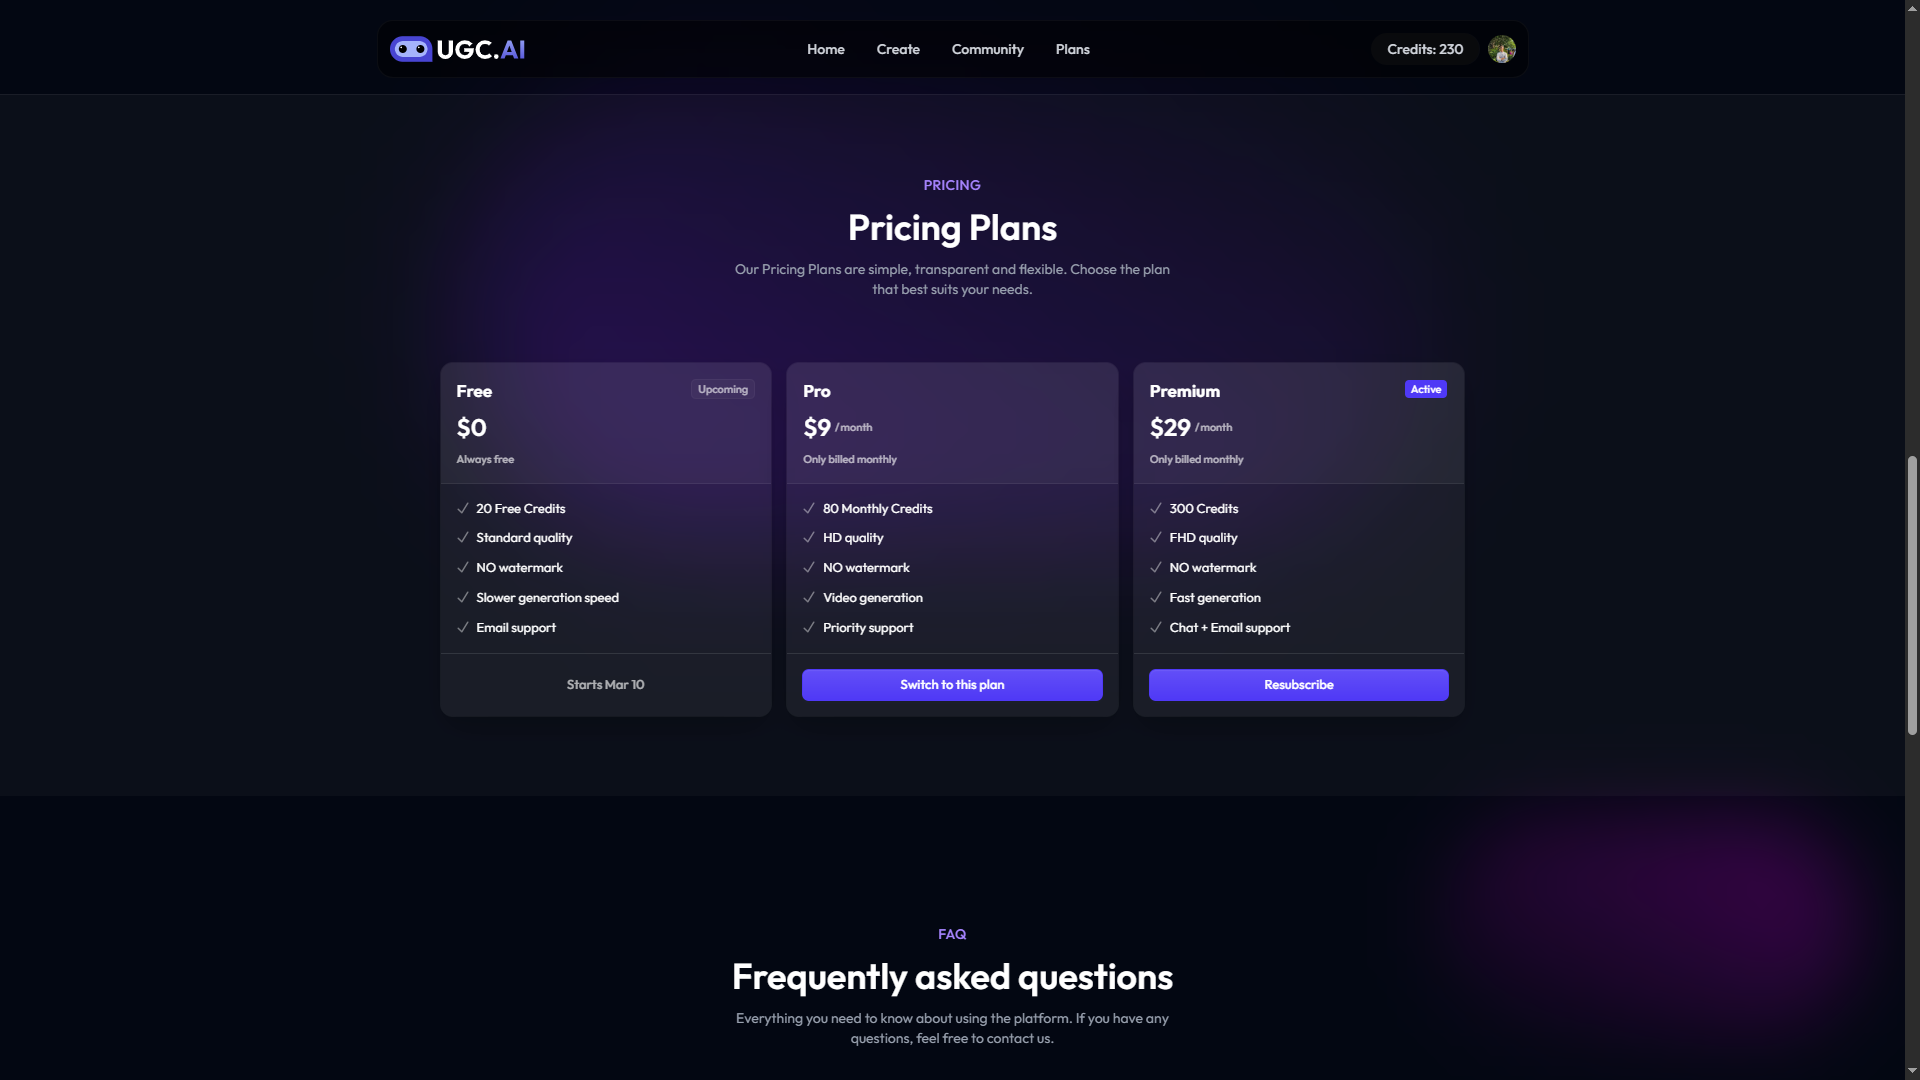 UGC.AI
Home Create Community Plans
Credits: 230
PRICING
Pricing Plans
Our Pricing Plans are simple, transparent and flexible. Choose the plan
that best suits your needs.
Free
Upcoming
$0
Always free
20 Free Credits
Standard quality
NO watermark
Slower generation speed
Email support
Starts Mar 10
Pro
$9 /month
Only billed monthly
80 Monthly Credits
HD quality
NO watermark
Video generation
Priority support
Switch to this plan
Premium
Active
$29 /month
Only billed monthly
300 Credits
FHD quality
NO watermark
Fast generation
Chat + Email support
Resubscribe
FAQ
Frequently asked questions
Everything you need to know about using the platform. If you have any
questions, feel free to contact us.